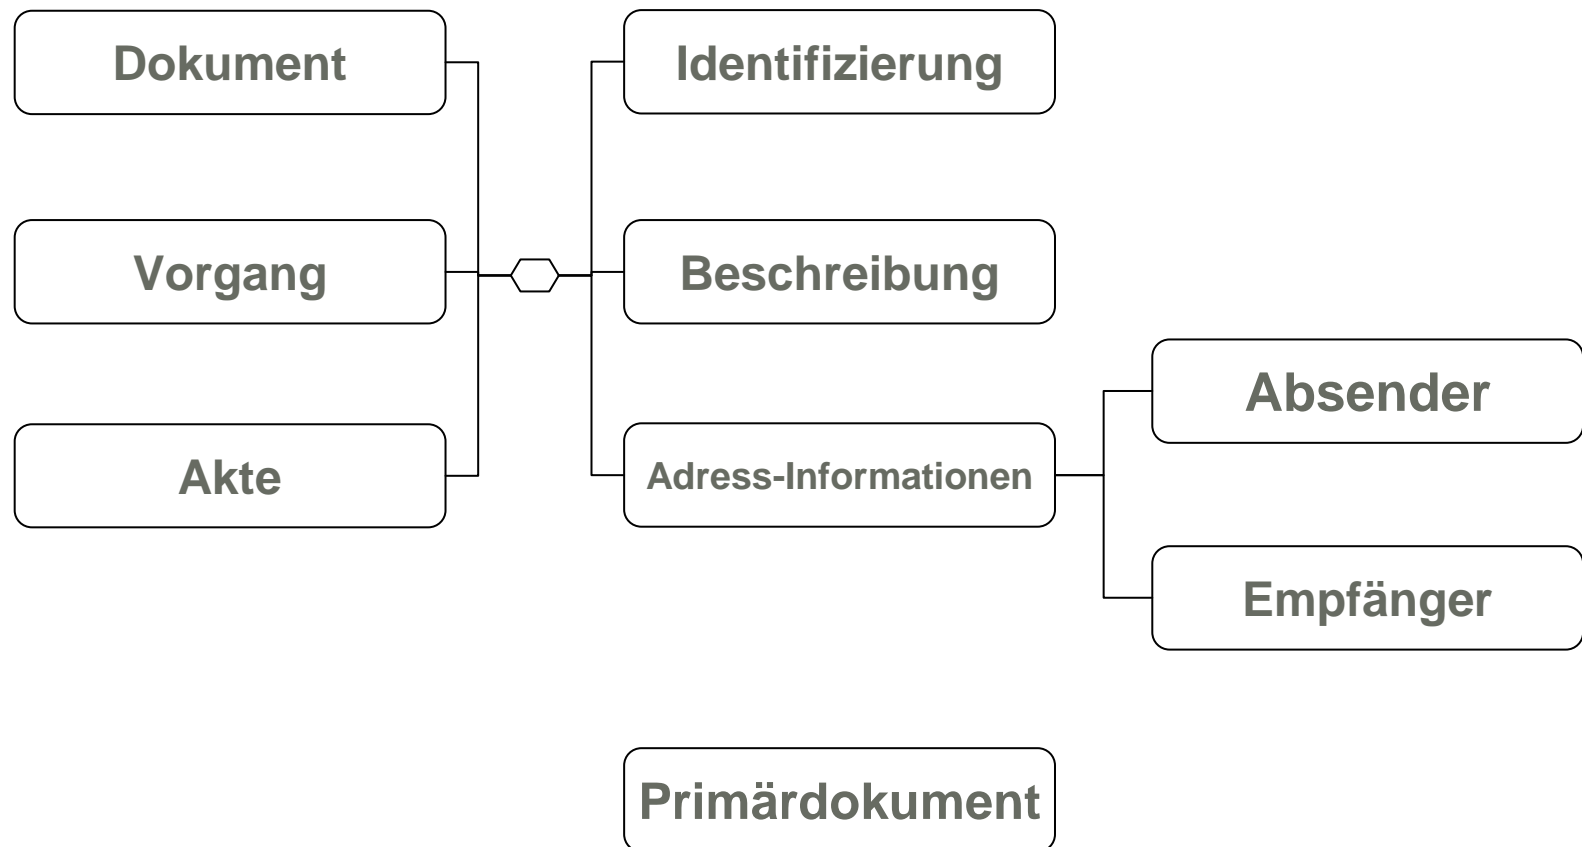 Dokument
Identifizierung
Vorgang
Beschreibung
Absender
Akte
Adress-Informationen
Empfänger
Primärdokument